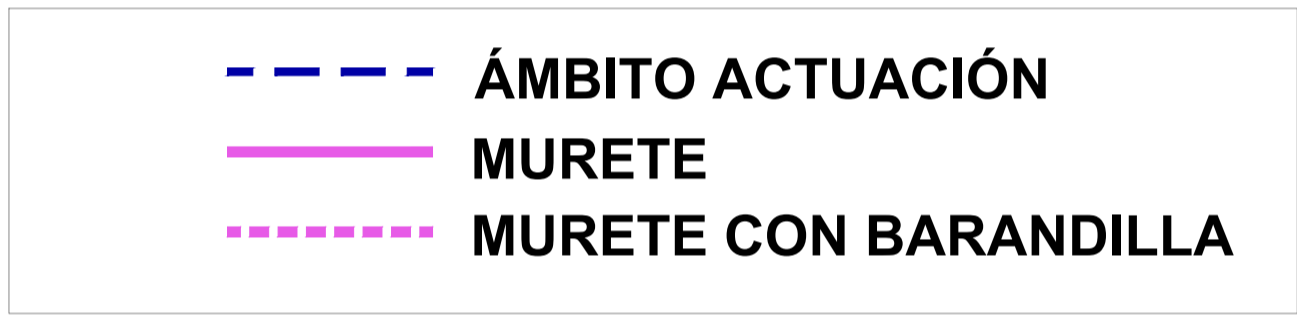 ÁMBITO ACTUACIÓN
MURETE
MURETE CON BARANDILLA